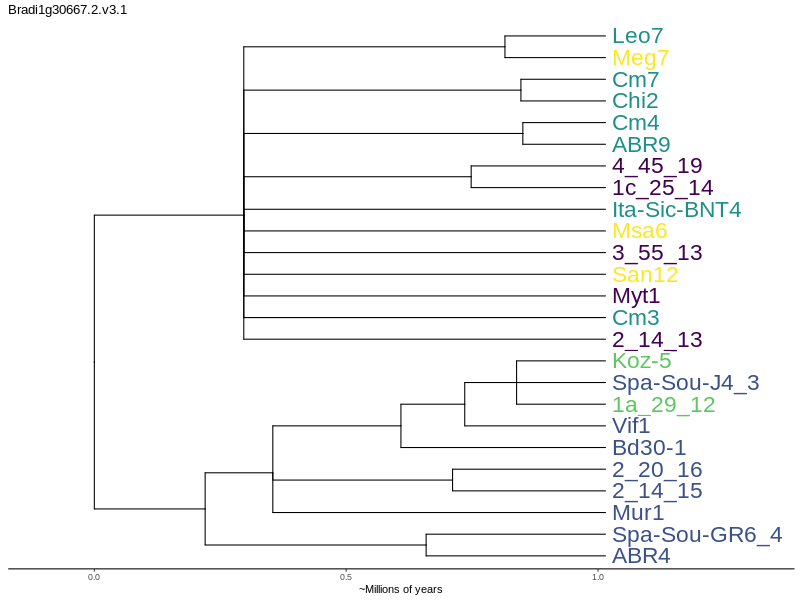 Bradi1g30667.2.v3.1
Leo7
Meg7
Cm7
Chi2
Cm4
ABR9
4_45_19
1c_25_14
Ita-Sic-BNT4
Msa6
3_55_13
San12
Myt1
Cm3
2_14_13
Koz-5
Spa-Sou-J4_3
1a_29_12
Vif1
Bd30-1
2_20_16
2_14_15
Mur1
Spa-Sou-GR6_4
ABR4
0.0 0.5 1.0
~Millions of years